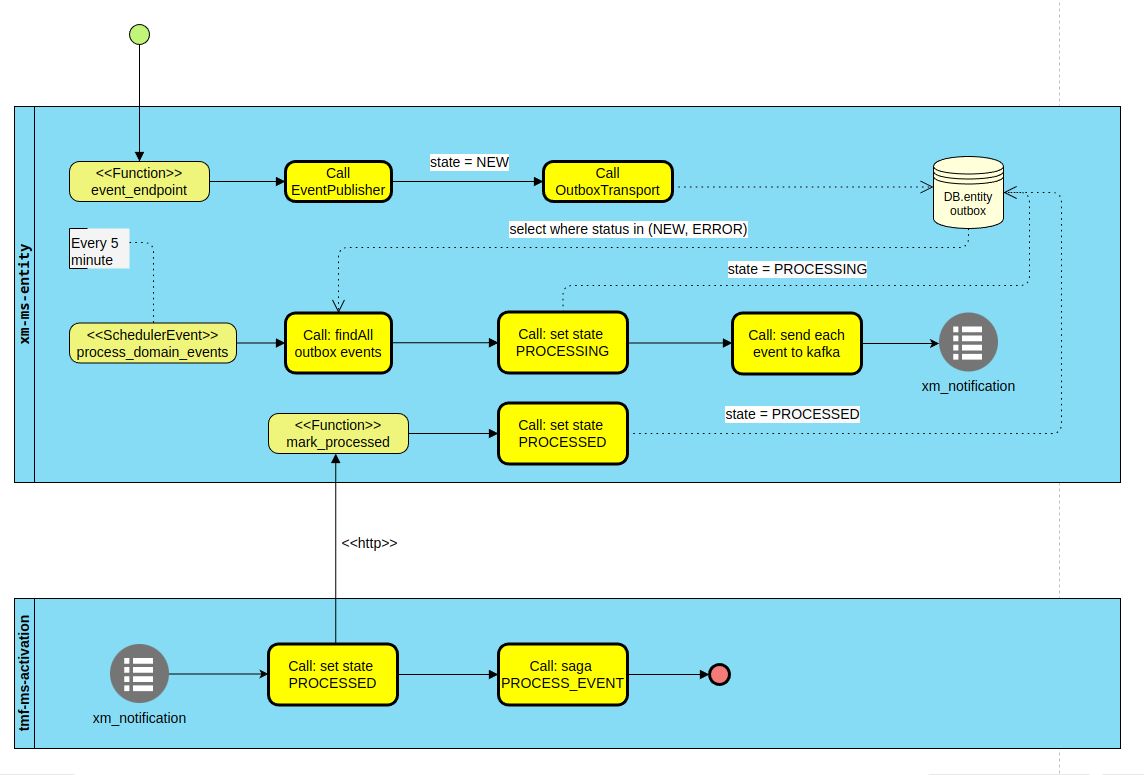 xm-ms-entity
<<Function>>
event_endpoint
Call
EventPublisher
state = NEW
Call
OutboxTransport
DB.entity
outbox
select where status in (NEW, ERROR)
Every 5
minute
state = PROCESSING
<<SchedulerEvent>>
process_domain_events
Call: findAll
outbox events
Call: set state
PROCESSING
Call: send each
event to kafka
xm_notification
<<Function>>
mark_processed
Call: set state
PROCESSED
state = PROCESSED
<<http>>
tmf-ms-activation
xm_notification
Call: set state
PROCESSED
Call: saga
PROCESS_EVENT